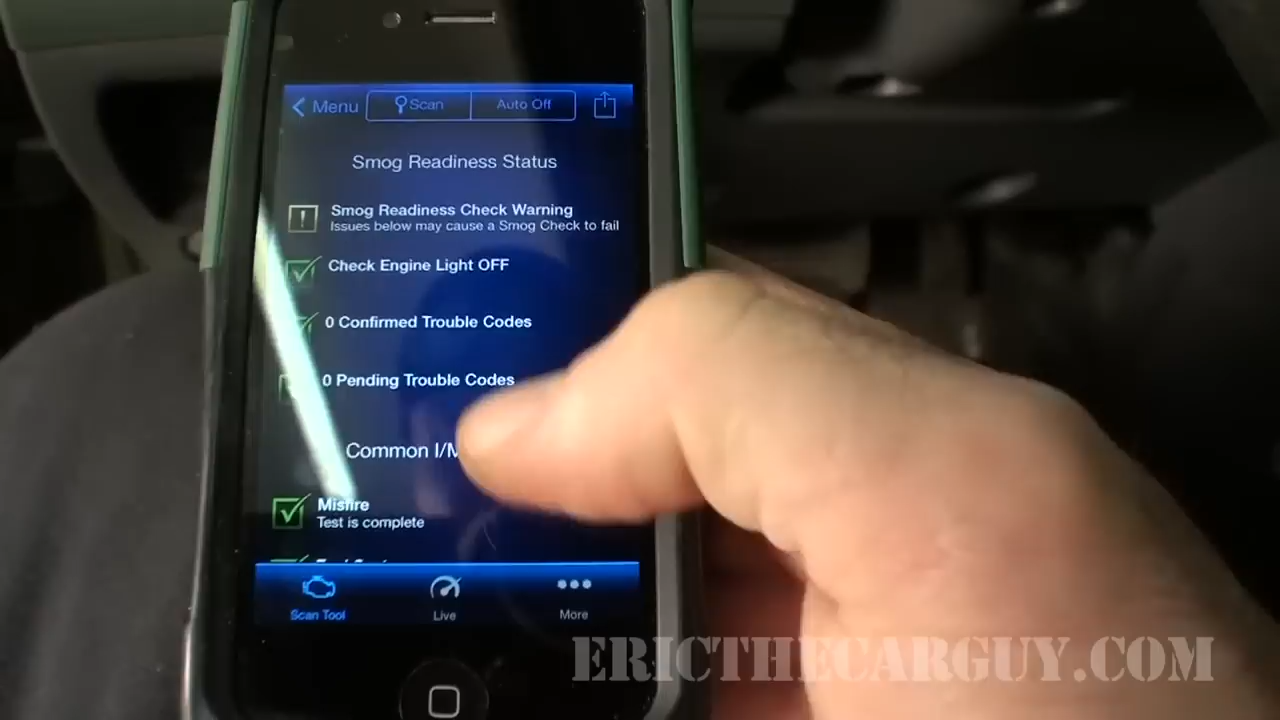 Menu
Scan
Auto Off
Smog Readiness Status
Smog Readiness Check Warning
Issues below may cause a Smog Check to fail
Check Engine Light OFF
0 Confirmed Trouble Codes
0 Pending Trouble Codes
Common I/M
Misfire
Test is complete
Scan Tool
Live
More
ERICTHECARGUY.COM